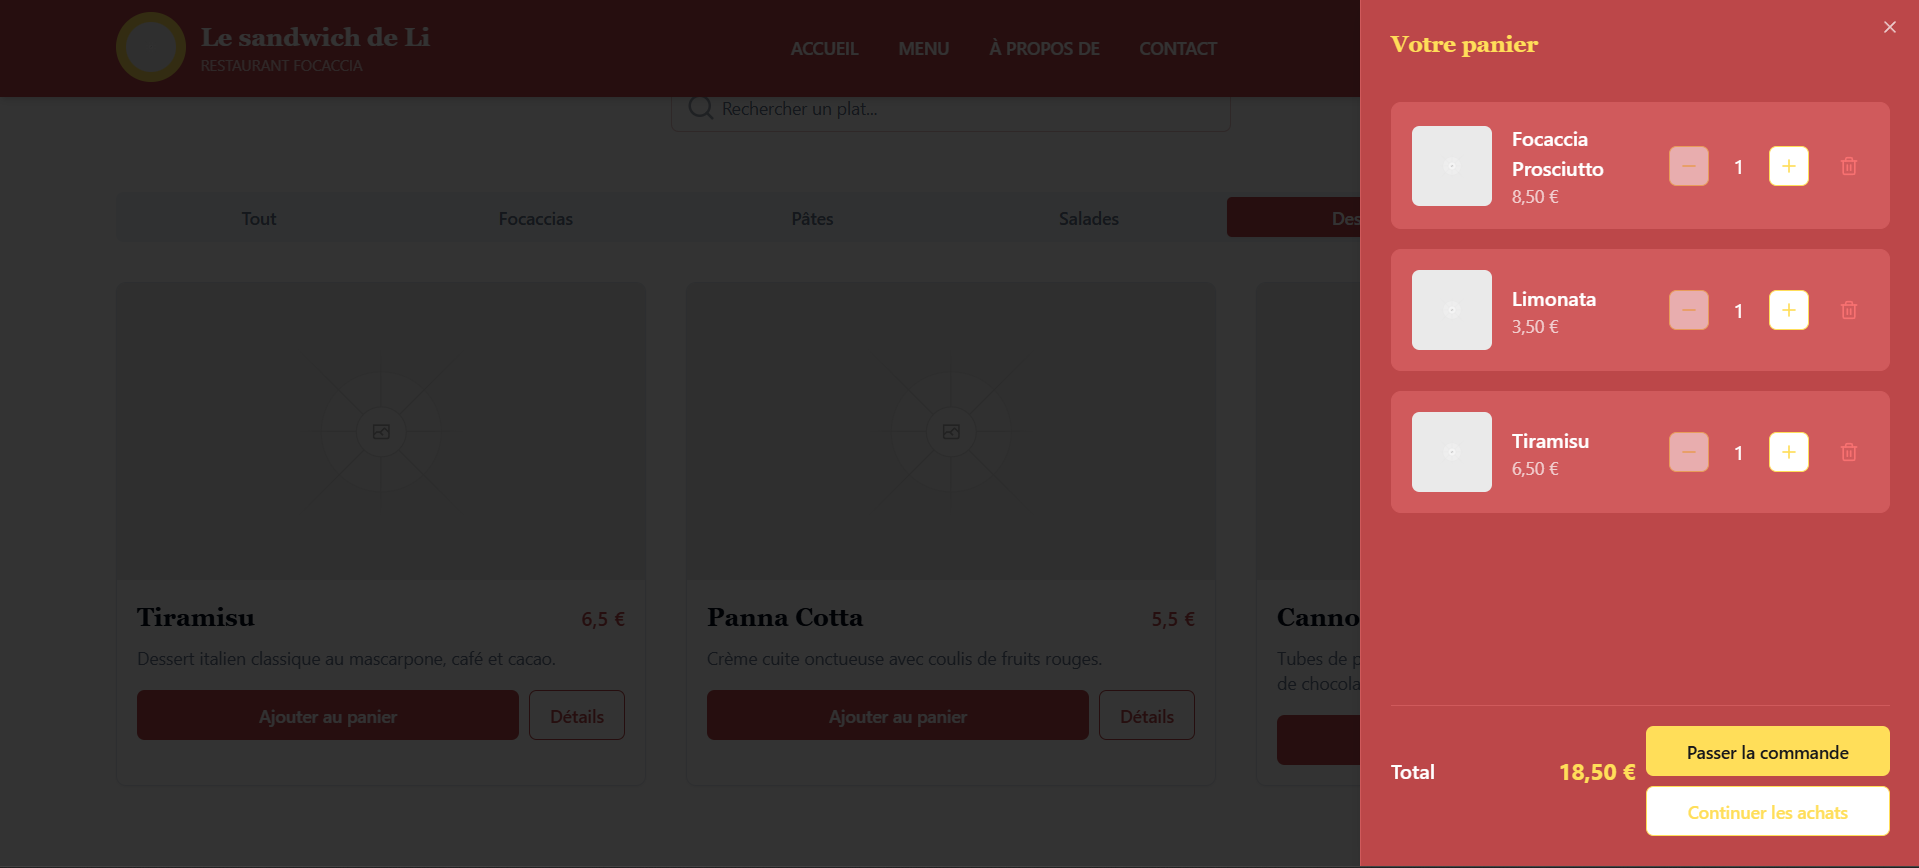 Le sandwich de Li
RESTAURANT FOCACCIA
ACCUEIL
MENU
À PROPOS DE
CONTACT
Rechercher un plat...
Tout
Focaccias
Pâtes
Salades
Des
Tiramisu
6,5 €
Dessert italien classique au mascarpone, café et cacao.
Ajouter au panier
Détails
Panna Cotta
5,5 €
Crème cuite onctueuse avec coulis de fruits rouges.
Ajouter au panier
Détails
Canno
Tubes de p
de chocola
Votre panier
Focaccia
Prosciutto
8,50 €
1
Limonata
3,50 €
1
Tiramisu
6,50 €
1
Total
18,50 €
Passer la commande
Continuer les achats